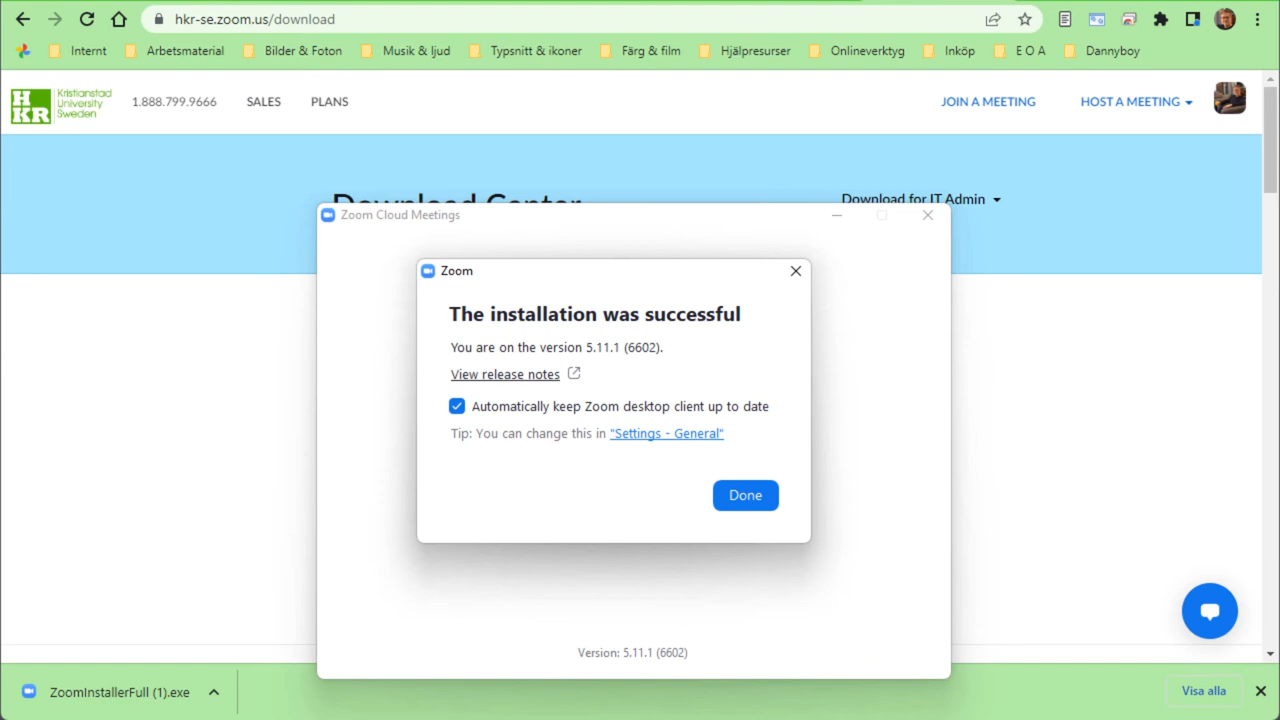 hkr-se.zoom.us/download
Internt
Arbetsmaterial
Bilder & Foton
Musik & ljud
Typsnitt & ikoner
Färg & film
Hjälpresurser
Onlineverktyg
Inköp
E O A
Dannyboy
HKR
Kristianstad
University
Sweden
1.888.799.9666
SALES
PLANS
JOIN A MEETING
HOST A MEETING
Download Center
Download for IT Admin
Zoom Cloud Meetings
Zoom
The installation was successful
You are on the version 5.11.1 (6602).
View release notes
Automatically keep Zoom desktop client up to date
Tip: You can change this in "Settings - General"
Done
Version: 5.11.1 (6602)
ZoomInstallerFull (1).exe
Visa alla